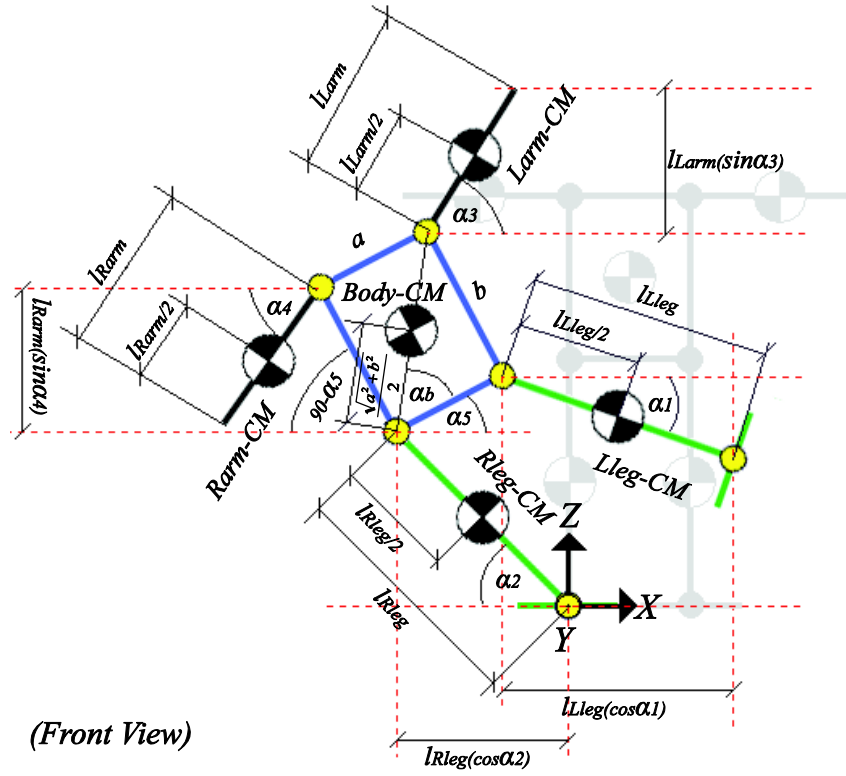 lLarm
lLarm/2
Larm-CM
lLarm(sinα3)
α3
lRarm
a
lRarm/2
α4
Body-CM
b
lLleg
lLleg/2
lRarm(sinα4)
90-α5
√a²+b²
2
αb
α5
α1
Rarm-CM
Rleg-CM
Lleg-CM
lRleg/2
Z
α2
lRleg
X
Y
lLleg(cosα1)
(Front View)
lRleg(cosα2)